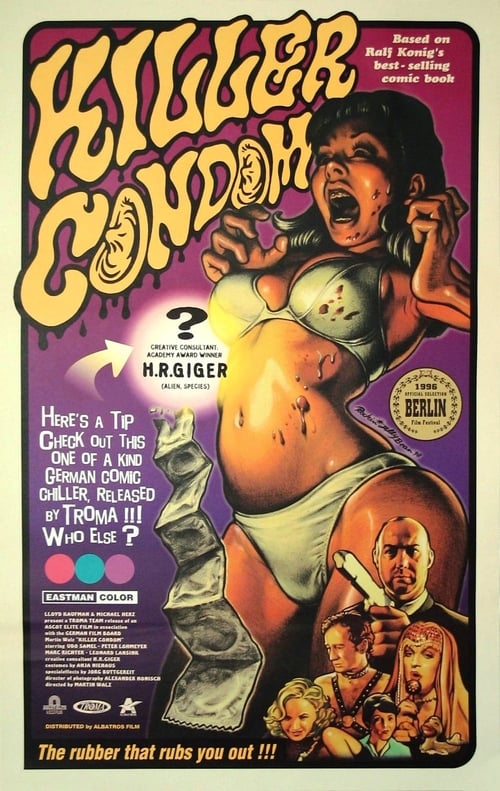 KILLER
CONDOM
Based on
Ralf Konig's
best-selling
comic book
?
CREATIVE CONSULTANT:
ACADEMY AWARD WINNER
H.R.GIGER
(ALIEN, SPECIES)
1996
OFFICIAL SELECTION
BERLIN
Film Festival
HERE'S A TIP
CHECK OUT THIS
ONE OF A KIND
GERMAN COMIC
CHILLER, RELEASED
BY TROMA !!!
WHO ELSE ?
EASTMAN COLOR
LLOYD KAUFMAN & MICHAEL HERZ
present a TROMA TEAM release of an
ASCOT ELITE FILM in association
with the GERMAN FILM BOARD
Martin Walz "KILLER CONDOM"
starring UDO SAMEL - PETER LOHMEYER
MARC RICHTER - LEONARD LANSINK
creative consultant H.R.GIGER
costumes by ANJA NIEHAUS
specialeffects by JORG BUTTGEREIT
director of photography ALEXANDER HONISCH
directed by MARTIN WALZ
TROMA
DISTRIBUTED by ALBATROS FILM
The rubber that rubs you out !!!